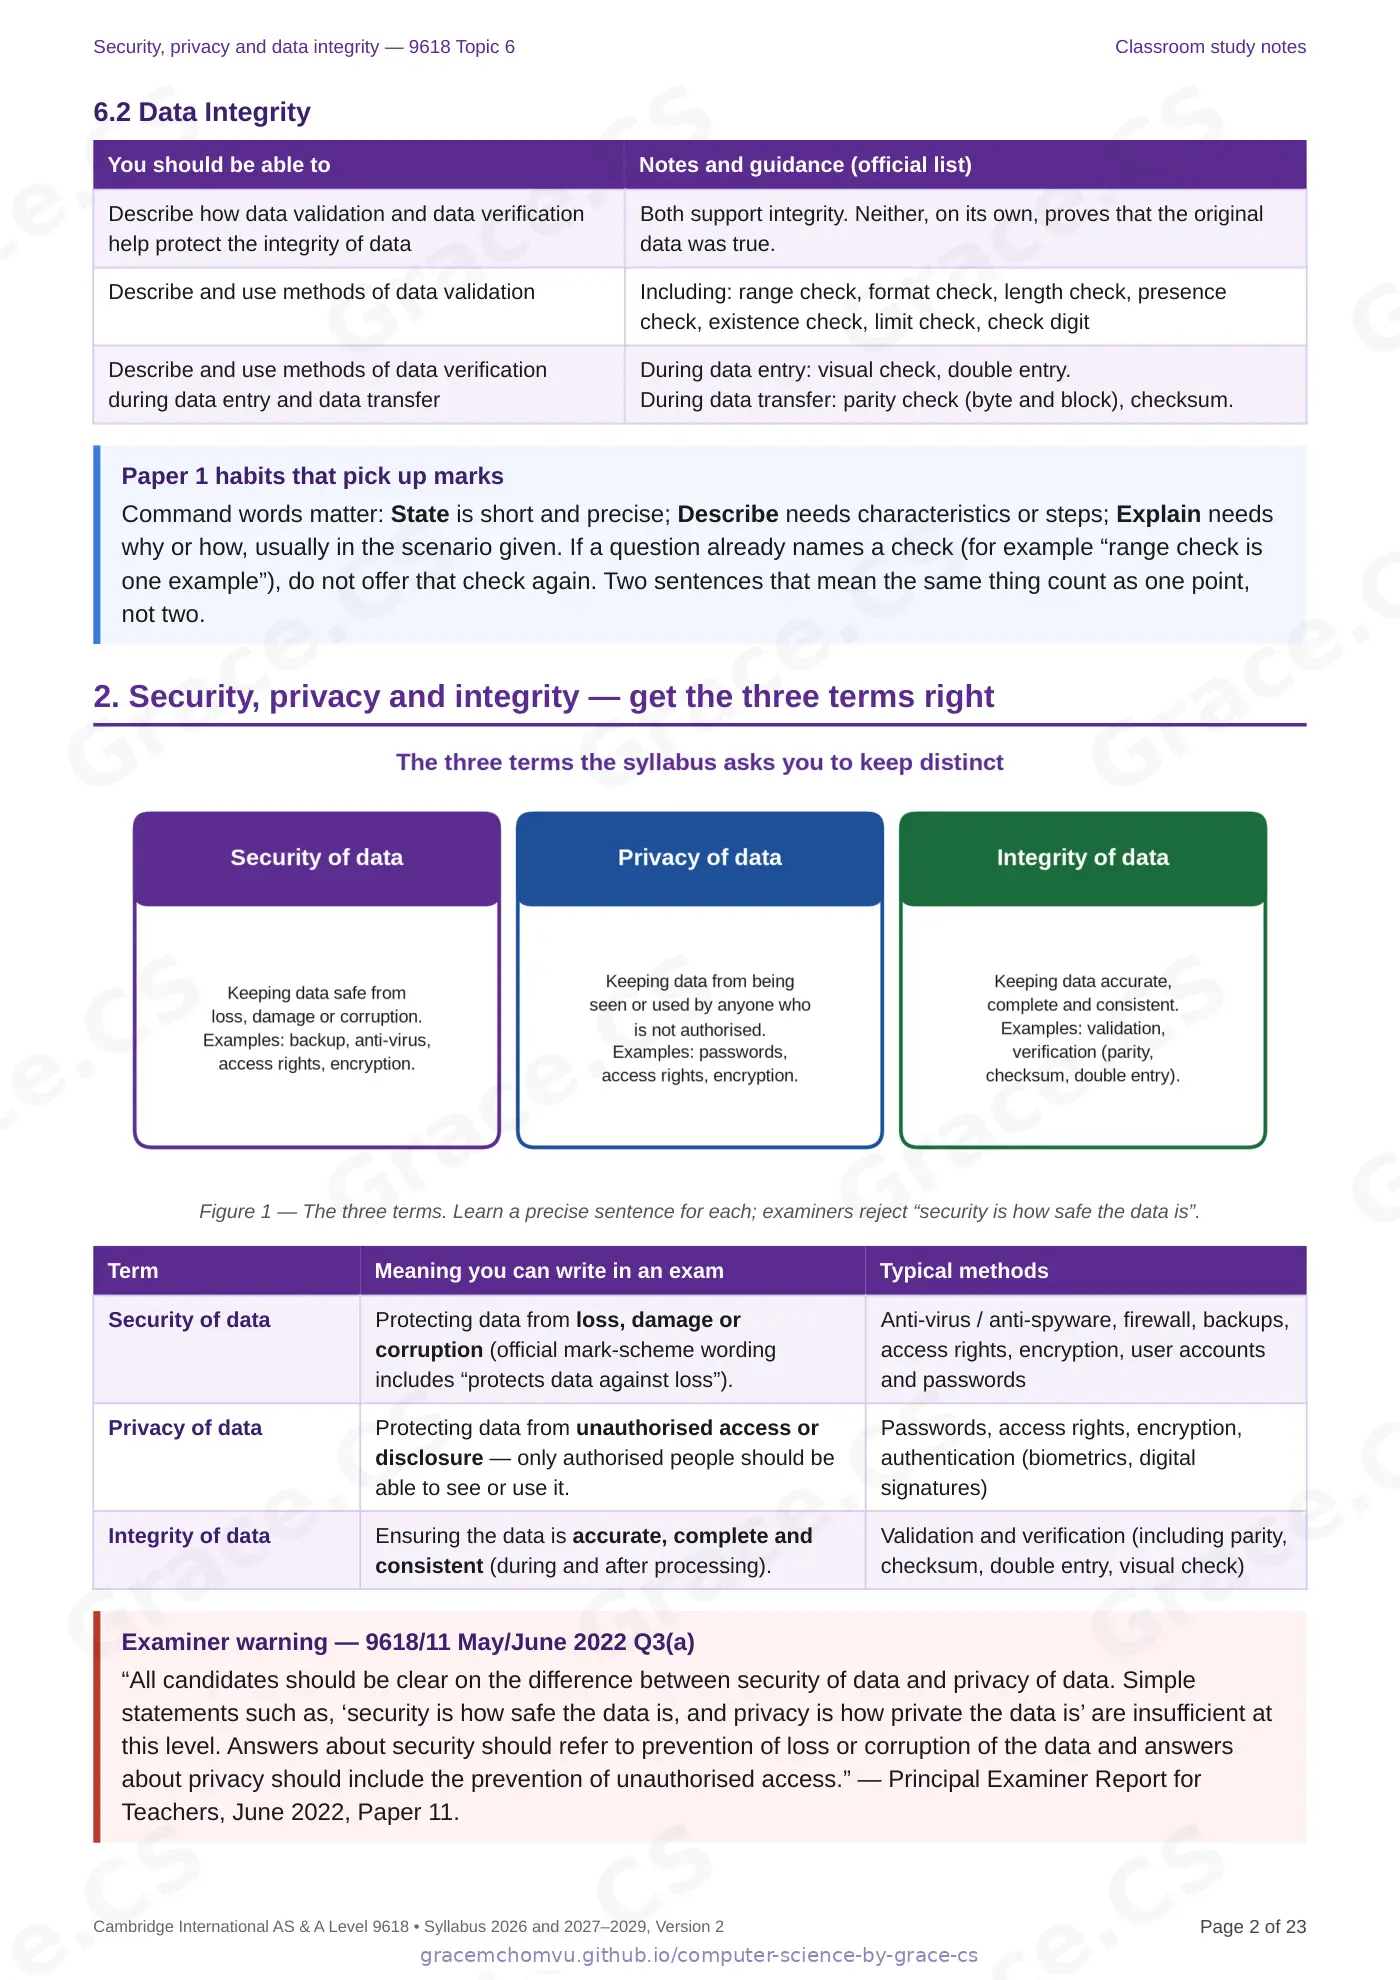 Security, privacy and data integrity — 9618 Topic 6
Classroom study notes
6.2 Data Integrity
You should be able to
Notes and guidance (official list)
Describe how data validation and data verification
help protect the integrity of data
Both support integrity. Neither, on its own, proves that the original
data was true.
Describe and use methods of data validation
Including: range check, format check, length check, presence
check, existence check, limit check, check digit
Describe and use methods of data verification
during data entry and data transfer
During data entry: visual check, double entry.
During data transfer: parity check (byte and block), checksum.
Paper 1 habits that pick up marks
Command words matter: State is short and precise; Describe needs characteristics or steps; Explain needs
why or how, usually in the scenario given. If a question already names a check (for example “range check is
one example”), do not offer that check again. Two sentences that mean the same thing count as one point,
not two.
2. Security, privacy and integrity — get the three terms right
The three terms the syllabus asks you to keep distinct
Security of data
Keeping data safe from
loss, damage or corruption.
Examples: backup, anti-virus,
access rights, encryption.
Privacy of data
Keeping data from being
seen or used by anyone who
is not authorised.
Examples: passwords,
access rights, encryption.
Integrity of data
Keeping data accurate,
complete and consistent.
Examples: validation,
verification (parity,
checksum, double entry).
Figure 1 — The three terms. Learn a precise sentence for each; examiners reject “security is how safe the data is”.
Term
Meaning you can write in an exam
Typical methods
Security of data
Protecting data from loss, damage or
corruption (official mark-scheme wording
includes “protects data against loss”).
Anti-virus / anti-spyware, firewall, backups,
access rights, encryption, user accounts
and passwords
Privacy of data
Protecting data from unauthorised access or
disclosure — only authorised people should be
able to see or use it.
Passwords, access rights, encryption,
authentication (biometrics, digital
signatures)
Integrity of data
Ensuring the data is accurate, complete and
consistent (during and after processing).
Validation and verification (including parity,
checksum, double entry, visual check)
Examiner warning — 9618/11 May/June 2022 Q3(a)
“All candidates should be clear on the difference between security of data and privacy of data. Simple
statements such as, ‘security is how safe the data is, and privacy is how private the data is’ are insufficient at
this level. Answers about security should refer to prevention of loss or corruption of the data and answers
about privacy should include the prevention of unauthorised access.” — Principal Examiner Report for
Teachers, June 2022, Paper 11.
Cambridge International AS & A Level 9618 • Syllabus 2026 and 2027–2029, Version 2
Page 2 of 23
gracemchomvu.github.io/computer-science-by-grace-cs
Grace.CS